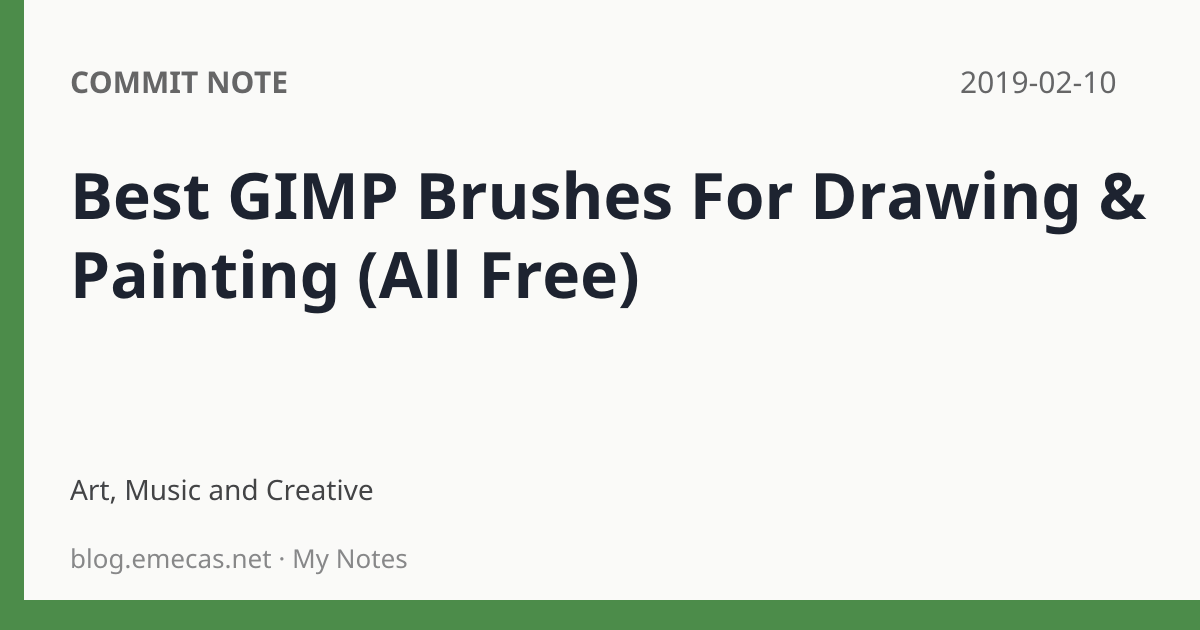 COMMIT NOTE
2019-02-10
Best GIMP Brushes For Drawing &
Painting (All Free)
Art, Music and Creative
blog.emecas.net · My Notes